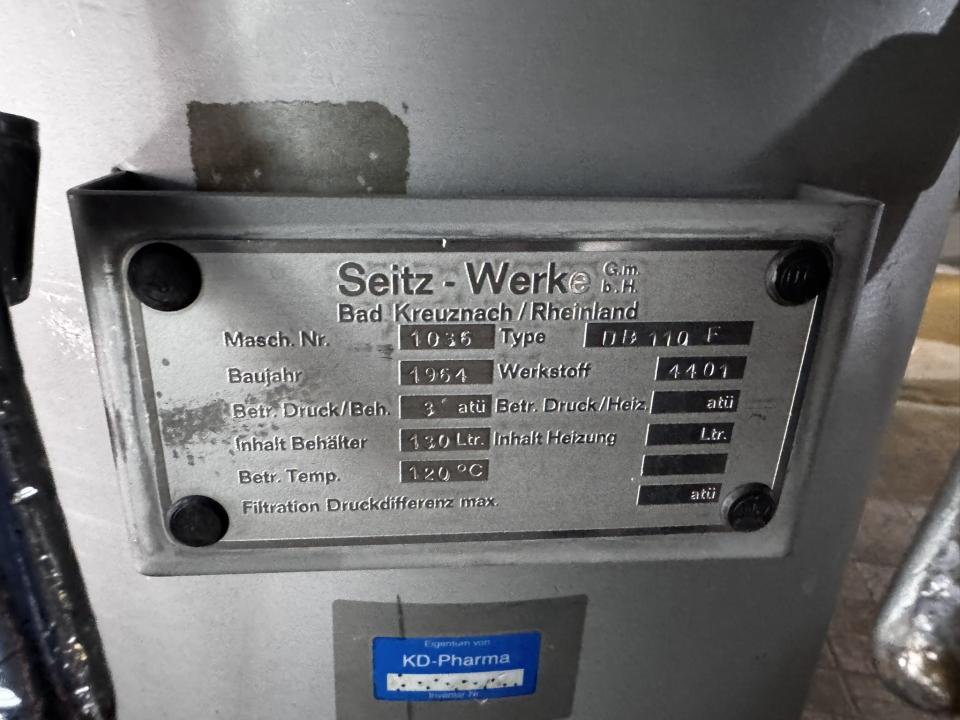 Seitz - Werke G.m.
b.H.
Bad Kreuznach/Rheinland
Masch. Nr. 1036 Type DB 110 F
Baujahr 1964 Werkstoff 4401
Betr. Druck/Beh. 3 atü Betr. Druck/Heiz. atü
Inhalt Behälter 130 Ltr. Inhalt Heizung Ltr.
Betr. Temp. 120 °C
Filtration Druckdifferenz max. atü
Eigentum von
KD-Pharma
Inventar Nr.